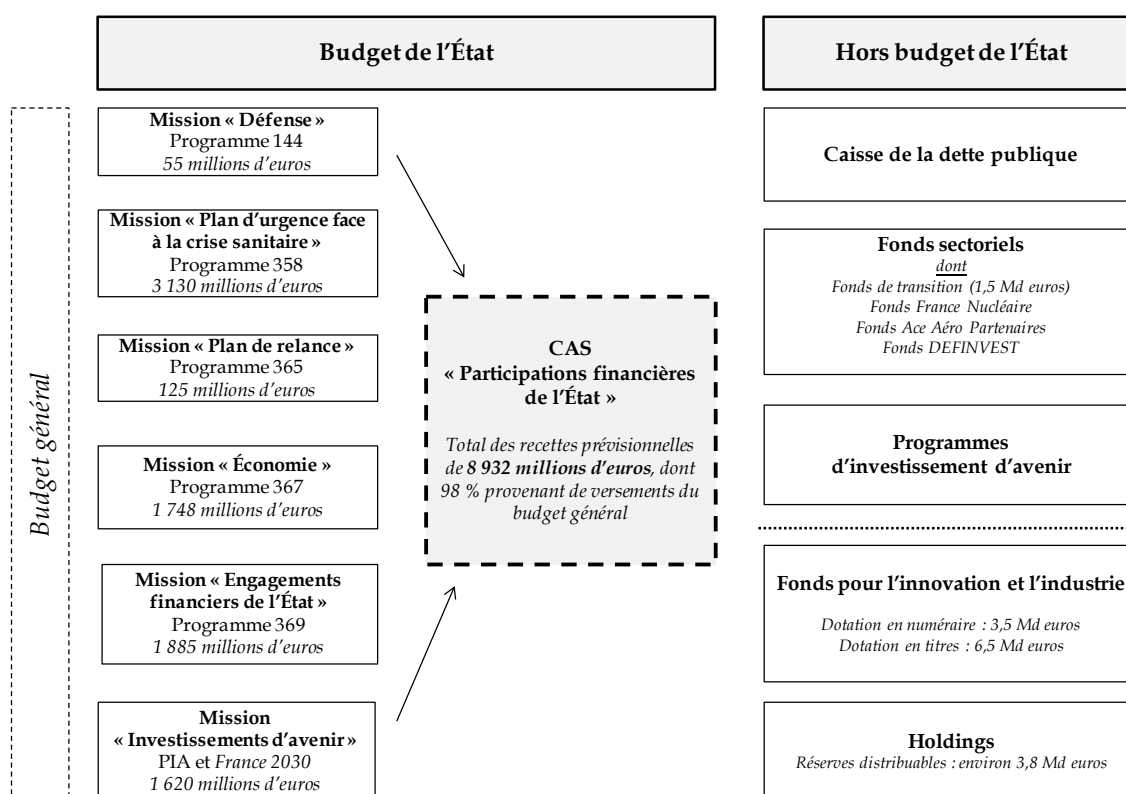 Budget de l’État
Hors budget de l’État
Budget général
Mission « Défense »
Programme 144
55 millions d’euros
Mission « Plan d’urgence face
à la crise sanitaire »
Programme 358
3 130 millions d’euros
Mission « Plan de relance »
Programme 365
125 millions d’euros
Mission « Économie »
Programme 367
1 748 millions d’euros
Mission « Engagements
financiers de l’État »
Programme 369
1 885 millions d’euros
Mission
« Investissements d’avenir »
PIA et France 2030
1 620 millions d’euros
CAS
« Participations financières
de l’État »
Total des recettes prévisionnelles
de 8 932 millions d’euros, dont
98 % provenant de versements du
budget général
Caisse de la dette publique
Fonds sectoriels
dont
Fonds de transition (1,5 Md euros)
Fonds France Nucléaire
Fonds Ace Aéro Partenaires
Fonds DEFINVEST
Programmes
d’investissement d’avenir
Fonds pour l’innovation et l’industrie
Dotation en numéraire : 3,5 Md euros
Dotation en titres : 6,5 Md euros
Holdings
Réserves distribuables : environ 3,8 Md euros